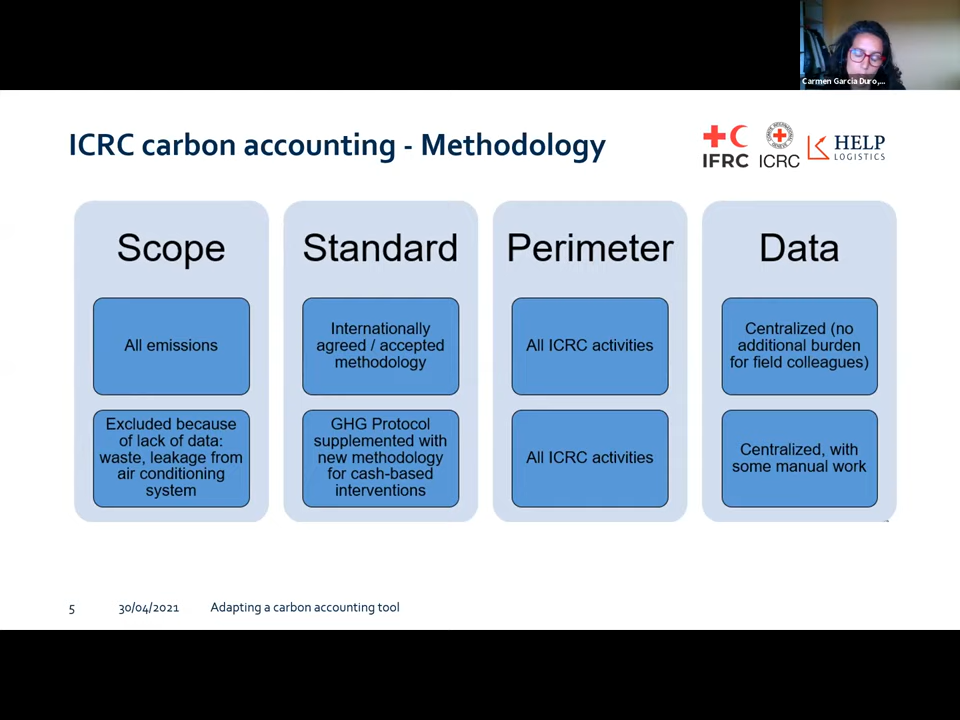 Carmen Garcia Duro,...
ICRC carbon accounting - Methodology
IFRC
ICRC
HELP
LOGISTICS
Scope
All emissions
Excluded because
of lack of data:
waste, leakage from
air conditioning
system
Standard
Internationally
agreed / accepted
methodology
GHG Protocol
supplemented with
new methodology
for cash-based
interventions
Perimeter
All ICRC activities
All ICRC activities
Data
Centralized (no
additional burden
for field colleagues)
Centralized, with
some manual work
5 30/04/2021 Adapting a carbon accounting tool